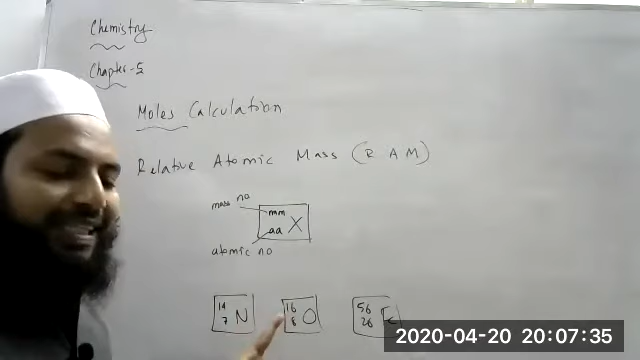 Chemistry
Chapter-5
Moles Calculation
Relative Atomic Mass (R A M)
mass no
mm
aa X
atomic no
14
7 N
16
8 O
56
26 Fe
2020-04-20 20:07:35